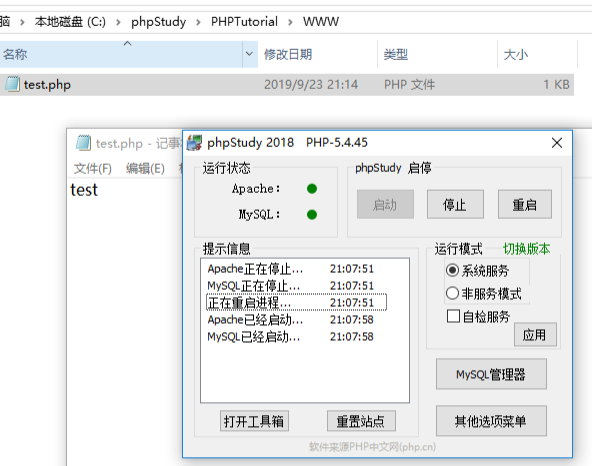 脑 › 本地磁盘 (C:) › phpStudy › PHPTutorial › WWW
名称 修改日期 类型 大小
test.php 2019/9/23 21:14 PHP 文件 1 KB
test.php - 记事
文件(F) 编辑(E)
test
phpStudy 2018 PHP-5.4.45
运行状态
Apache:
MySQL:
phpStudy 启停
启动 停止 重启
提示信息
Apache正在停止... 21:07:51
MySQL正在停止... 21:07:51
正在重启进程... 21:07:51
Apache已经启动... 21:07:58
MySQL已经启动... 21:07:58
打开工具箱 重置站点
运行模式 切换版本
系统服务
非服务模式
自检服务
应用
MySQL管理器
其他选项菜单
软件来源PHP中文网(php.cn)